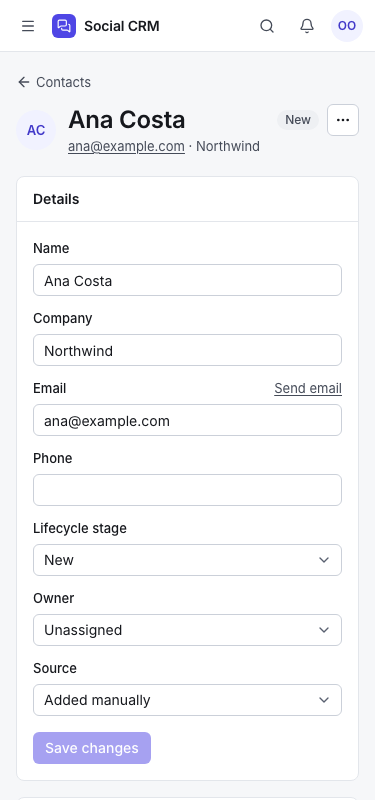 Social CRM
OO
Contacts
AC
Ana Costa
New
ana@example.com · Northwind
Details
Name
Ana Costa
Company
Northwind
Email
Send email
ana@example.com
Phone
Lifecycle stage
New
Owner
Unassigned
Source
Added manually
Save changes